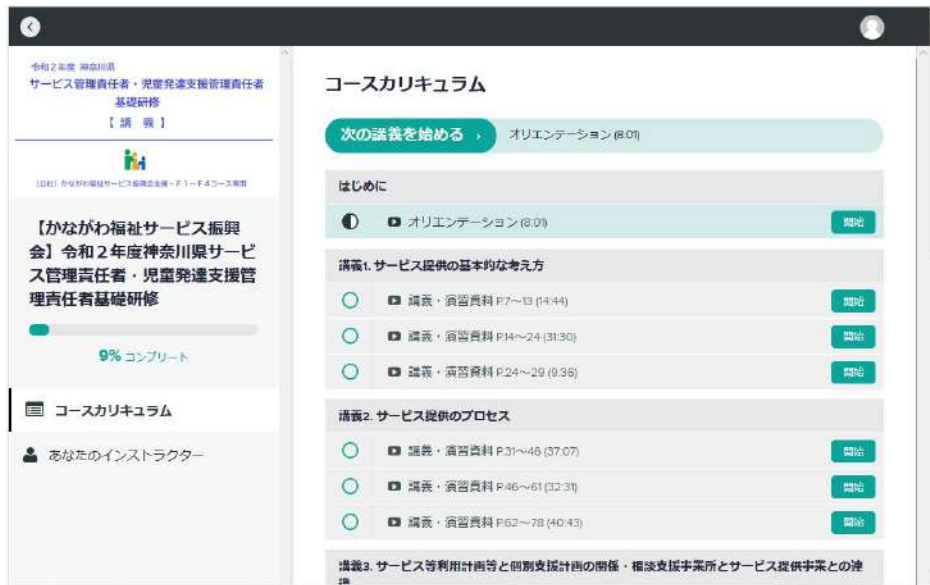 令和2年度 神奈川県
サービス管理責任者・児童発達支援管理責任者
基礎研修
【講 義】
【かながわ福祉サービス振興
会】令和2年度神奈川県サービ
ス管理責任者・児童発達支援管
理責任者基礎研修
9% コンプリート
コースカリキュラム
あなたのインストラクター
コースカリキュラム
次の講義を始める › オリエンテーション (8:01)
はじめに
オリエンテーション (8:01) 開始
講義1. サービス提供の基本的な考え方
講義・演習資料 P.7～13 (14:44) 開始
講義・演習資料 P.14～24 (31:30) 開始
講義・演習資料 P.24～29 (9:36) 開始
講義2. サービス提供のプロセス
講義・演習資料 P.31～46 (37:07) 開始
講義・演習資料 P.46～61 (32:31) 開始
講義・演習資料 P.62～78 (40:43) 開始
講義3. サービス等利用計画等と個別支援計画の関係・相談支援事業所とサービス提供事業との連